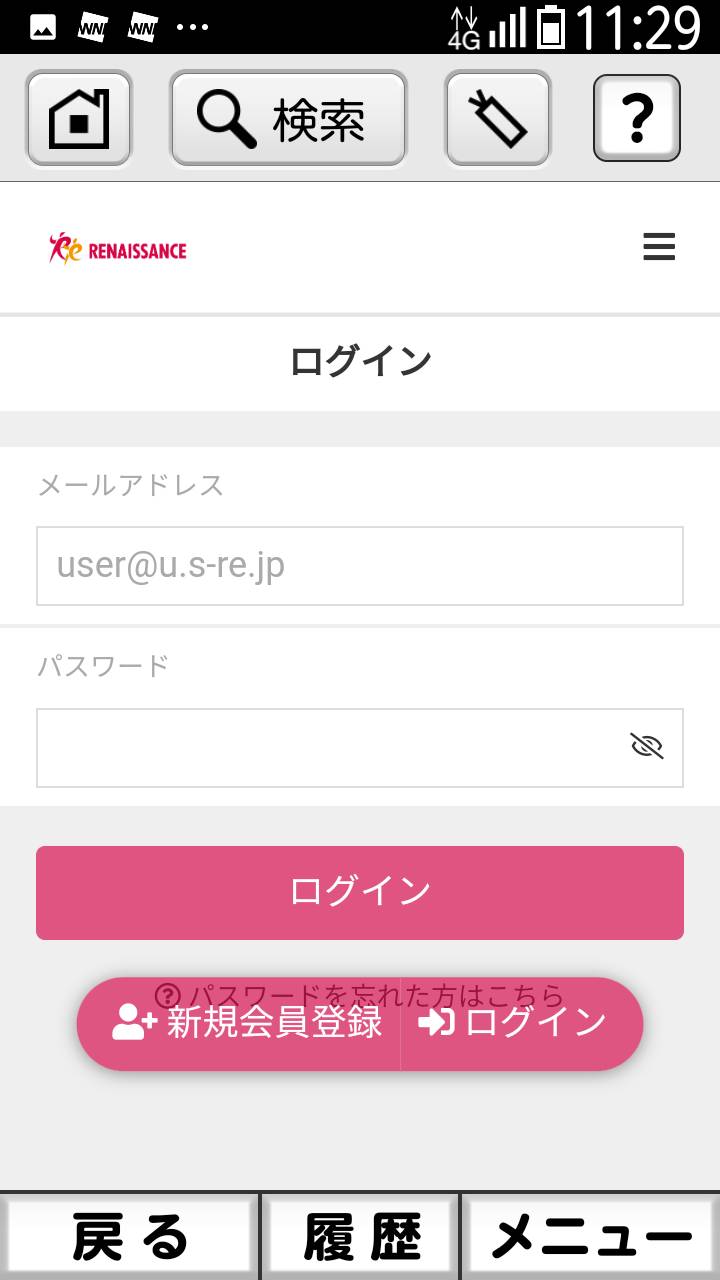 WNI WNI … 4G 11:29
検索 ?
RENAISSANCE
ログイン
メールアドレス
user@u.s-re.jp
パスワード
ログイン
? パスワードを忘れた方はこちら
新規会員登録 ログイン
戻る 履歴 メニュー